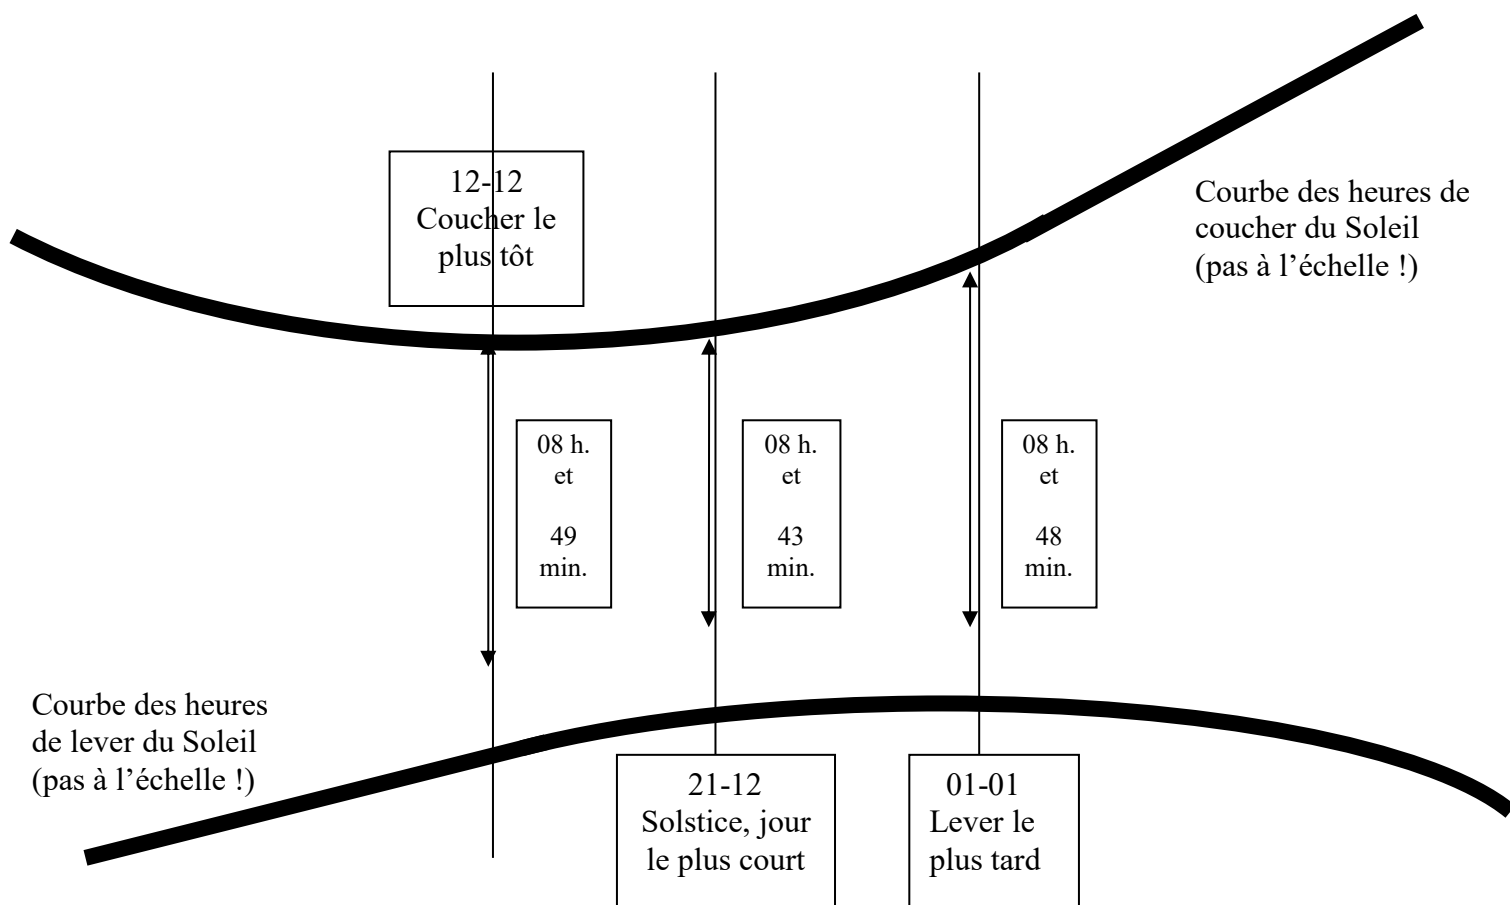 12-12
Coucher le
plus tôt
Courbe des heures de
coucher du Soleil
(pas à l’échelle !)
08 h.
et
49
min.
08 h.
et
43
min.
08 h.
et
48
min.
Courbe des heures
de lever du Soleil
(pas à l’échelle !)
21-12
Solstice, jour
le plus court
01-01
Lever le
plus tard